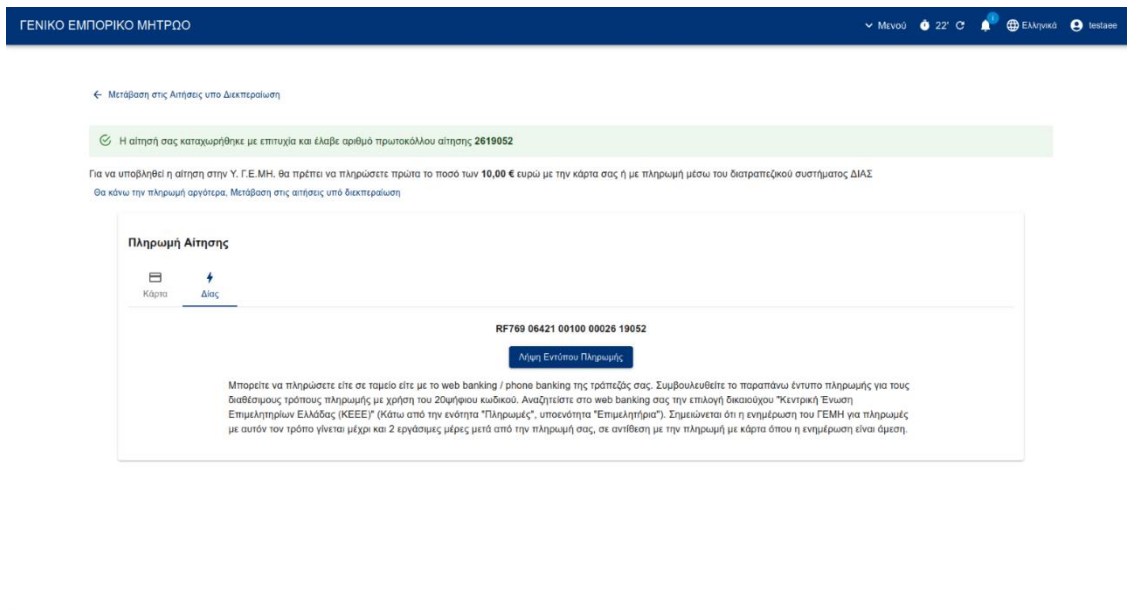 ΓΕΝΙΚΟ ΕΜΠΟΡΙΚΟ ΜΗΤΡΩΟ
Μενού 22' Ελληνικά testaee
Μετάβαση στις Αιτήσεις υπο Διεκπεραίωση
Η αίτησή σας καταχωρήθηκε με επιτυχία και έλαβε αριθμό πρωτοκόλλου αίτησης 2619052
Για να υποβληθεί η αίτηση στην Υ. Γ.Ε.ΜΗ. θα πρέπει να πληρώσετε πρώτα το ποσό των 10,00 € ευρώ με την κάρτα σας ή με πληρωμή μέσω του διατραπεζικού συστήματος ΔΙΑΣ
Θα κάνω την πληρωμή αργότερα, Μετάβαση στις αιτήσεις υπό διεκπεραίωση
Πληρωμή Αίτησης
Κάρτα Δίας
RF769 06421 00100 00026 19052
Λήψη Εντύπου Πληρωμής
Μπορείτε να πληρώσετε είτε σε ταμείο είτε με το web banking / phone banking της τράπεζάς σας. Συμβουλευθείτε το παραπάνω έντυπο πληρωμής για τους
διαθέσιμους τρόπους πληρωμής με χρήση του 20ψήφιου κωδικού. Αναζητείστε στο web banking σας την επιλογή δικαιούχου "Κεντρική Ένωση
Επιμελητηρίων Ελλάδας (ΚΕΕΕ)" (Κάτω από την ενότητα "Πληρωμές", υποενότητα "Επιμελητήρια"). Σημειώνεται ότι η ενημέρωση του ΓΕΜΗ για πληρωμές
με αυτόν τον τρόπο γίνεται μέχρι και 2 εργάσιμες μέρες μετά από την πληρωμή σας, σε αντίθεση με την πληρωμή με κάρτα όπου η ενημέρωση είναι άμεση.